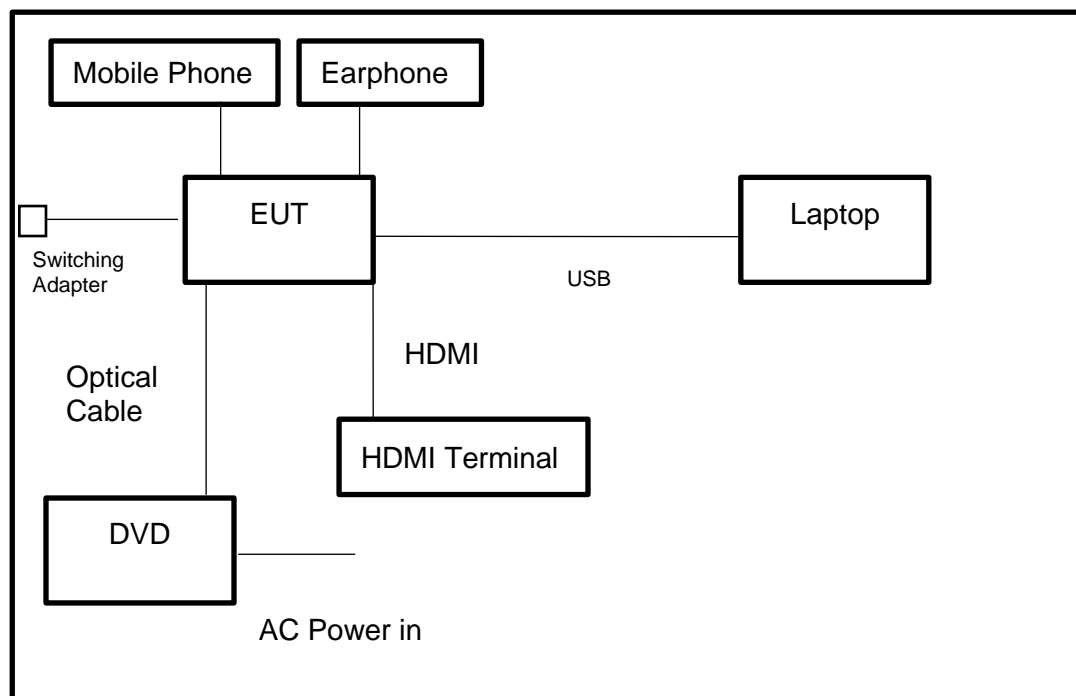 Mobile Phone
Earphone
EUT
Laptop
Switching
Adapter
USB
HDMI
Optical
Cable
HDMI Terminal
DVD
AC Power in